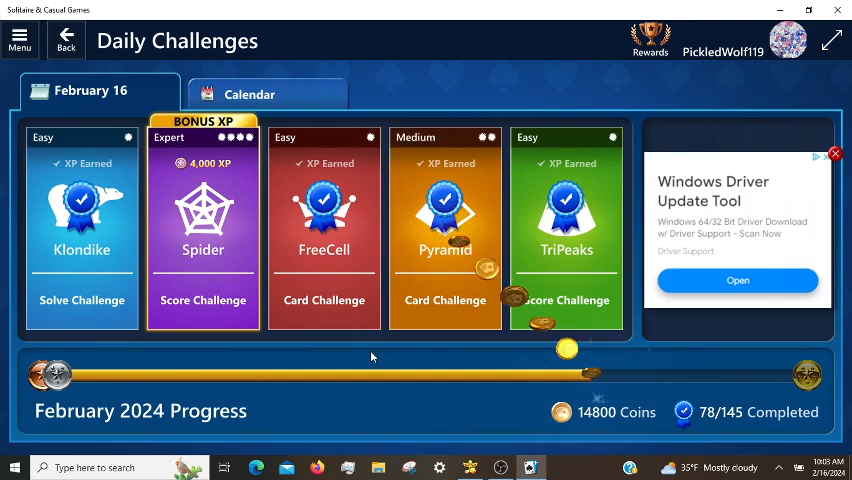 Solitaire & Casual Games
Menu
Back
Daily Challenges
Rewards
PickledWolf119
February 16
Calendar
BONUS XP
Easy
Expert
Easy
Medium
Easy
XP Earned
4,000 XP
XP Earned
XP Earned
XP Earned
Klondike
Spider
FreeCell
Pyramid
TriPeaks
Solve Challenge
Score Challenge
Card Challenge
Card Challenge
Score Challenge
Windows Driver
Update Tool
Windows 64/32 Bit Driver Download
w/ Driver Support - Scan Now
Driver Support
Open
February 2024 Progress
14800 Coins
78/145 Completed
Type here to search
35°F Mostly cloudy
10:03 AM
2/16/2024